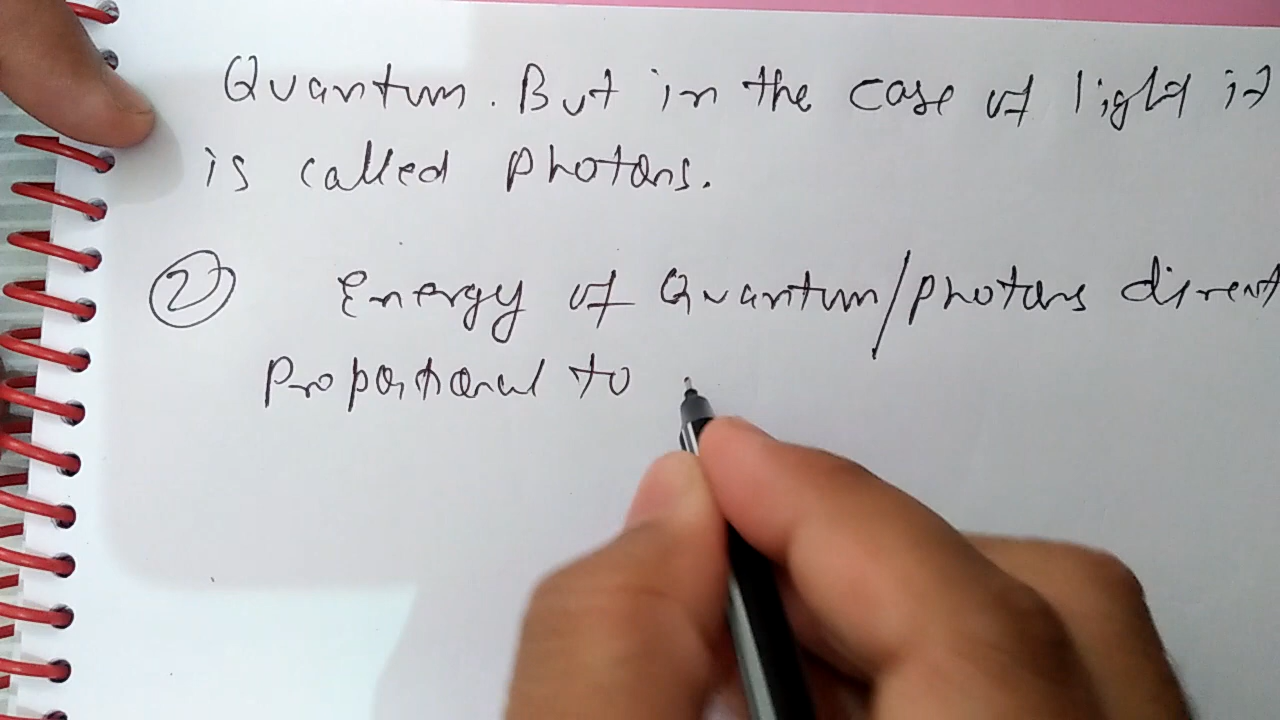 Quantum. But in the case of light it
is called photons.
② Energy of Quantum/photons direct
proportional to